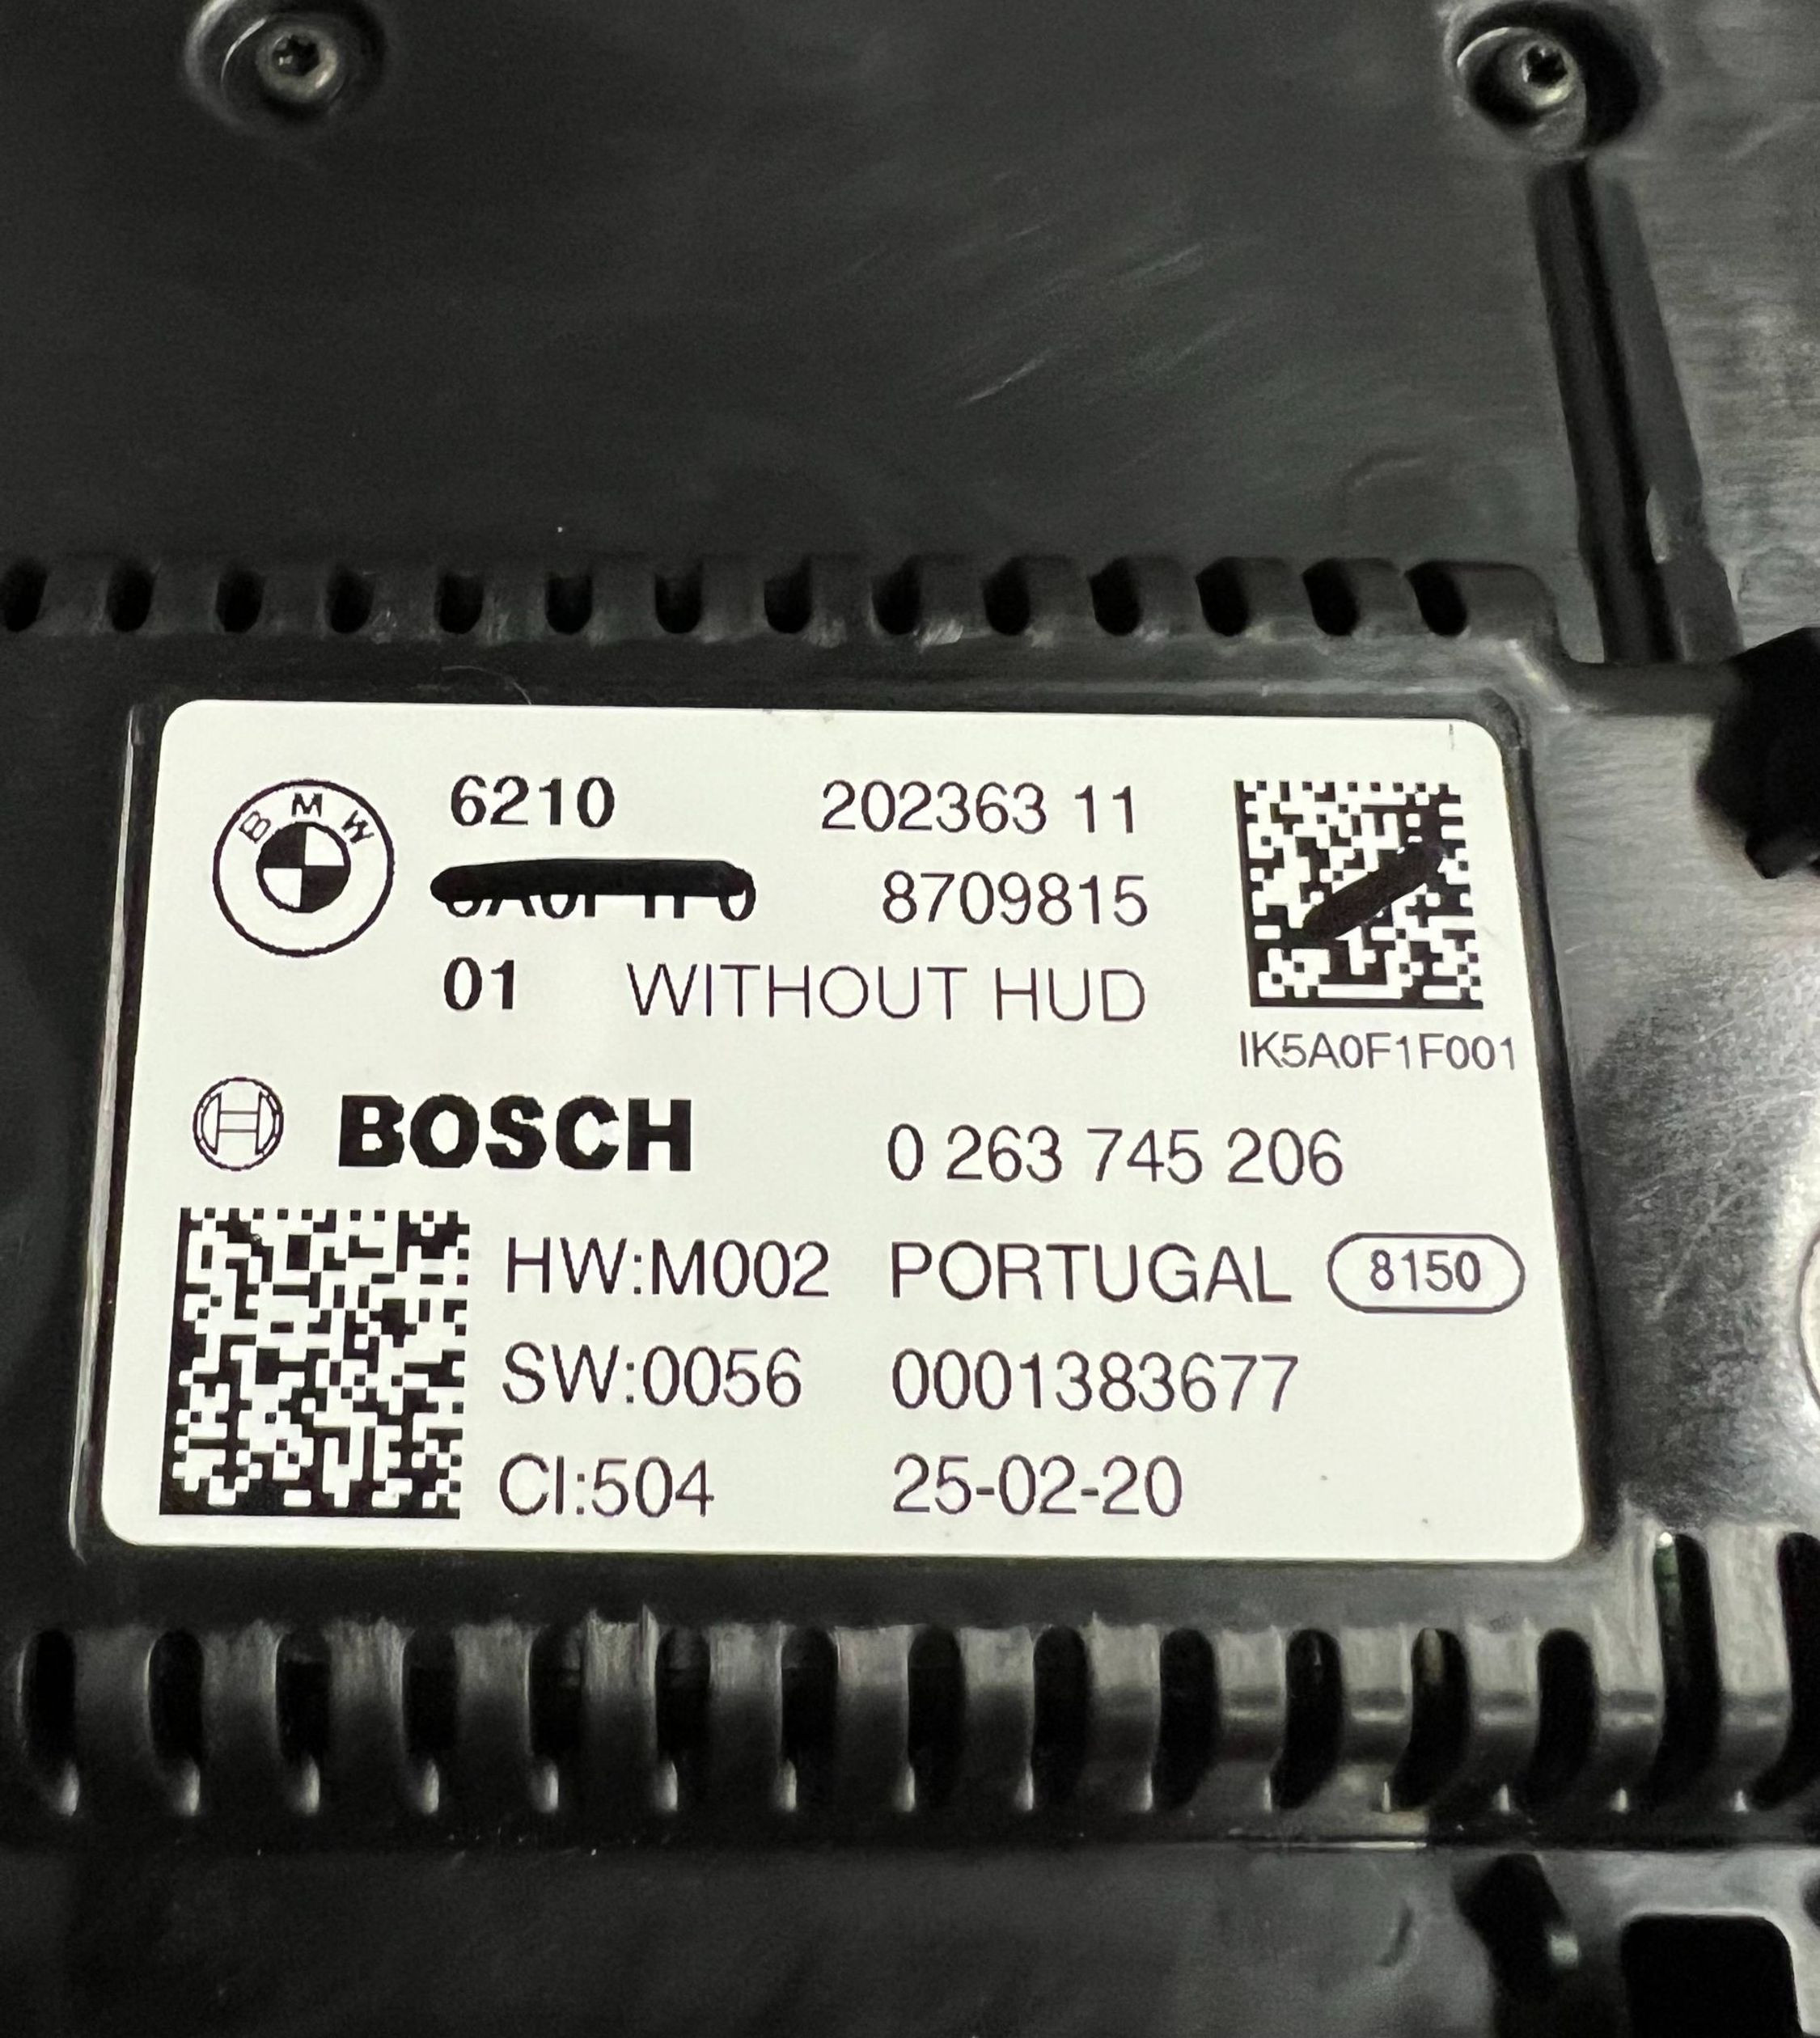 BMW
6210 202363 11
8709815
01 WITHOUT HUD
IK5A0F1F001
BOSCH 0 263 745 206
HW:M002 PORTUGAL 8150
SW:0056 0001383677
CI:504 25-02-20